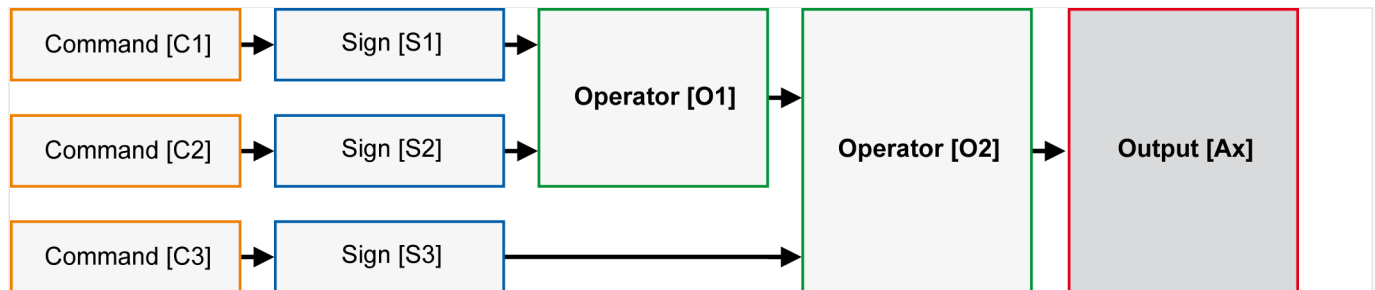 Command [C1]
Sign [S1]
Operator [O1]
Operator [O2]
Output [Ax]
Command [C2]
Sign [S2]
Command [C3]
Sign [S3]